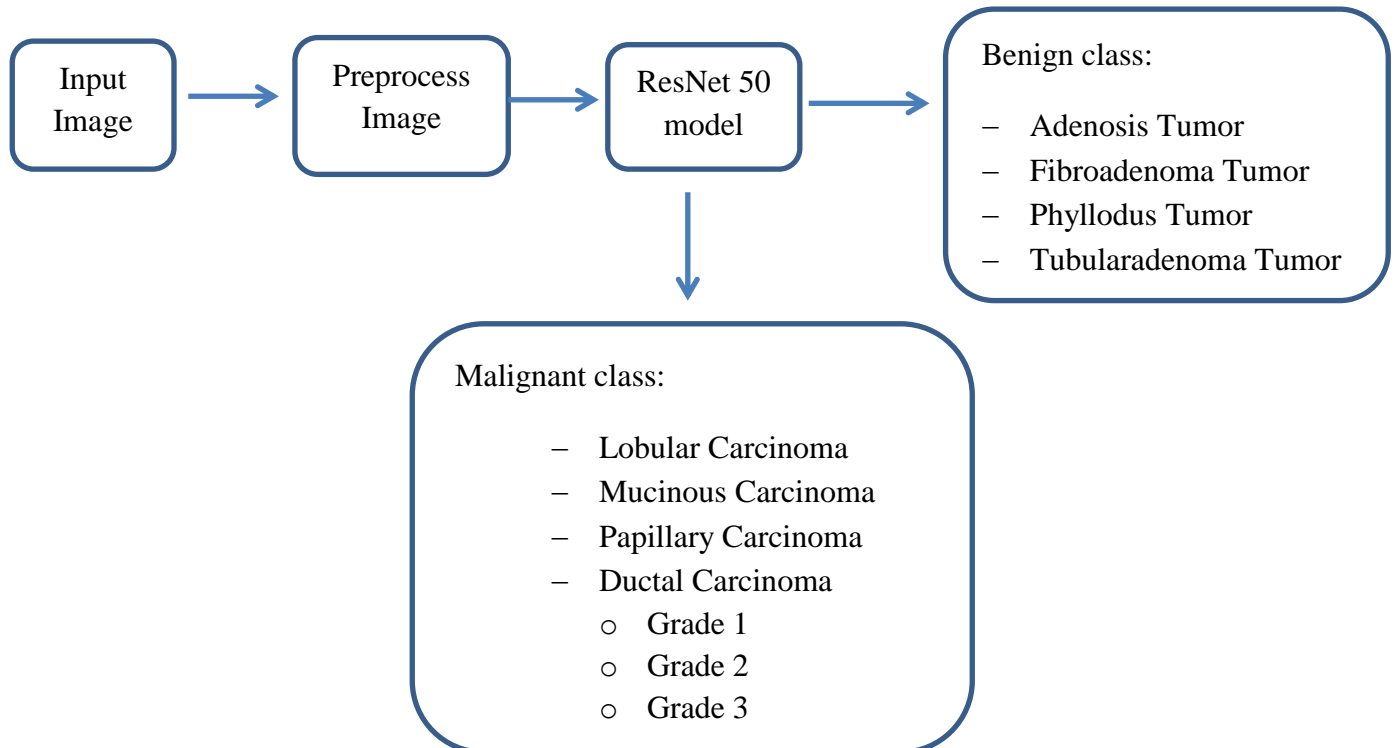 Input
Image
Preprocess
Image
ResNet 50
model
Benign class:
– Adenosis Tumor
– Fibroadenoma Tumor
– Phyllodus Tumor
– Tubularadenoma Tumor
Malignant class:
– Lobular Carcinoma
– Mucinous Carcinoma
– Papillary Carcinoma
– Ductal Carcinoma
o Grade 1
o Grade 2
o Grade 3